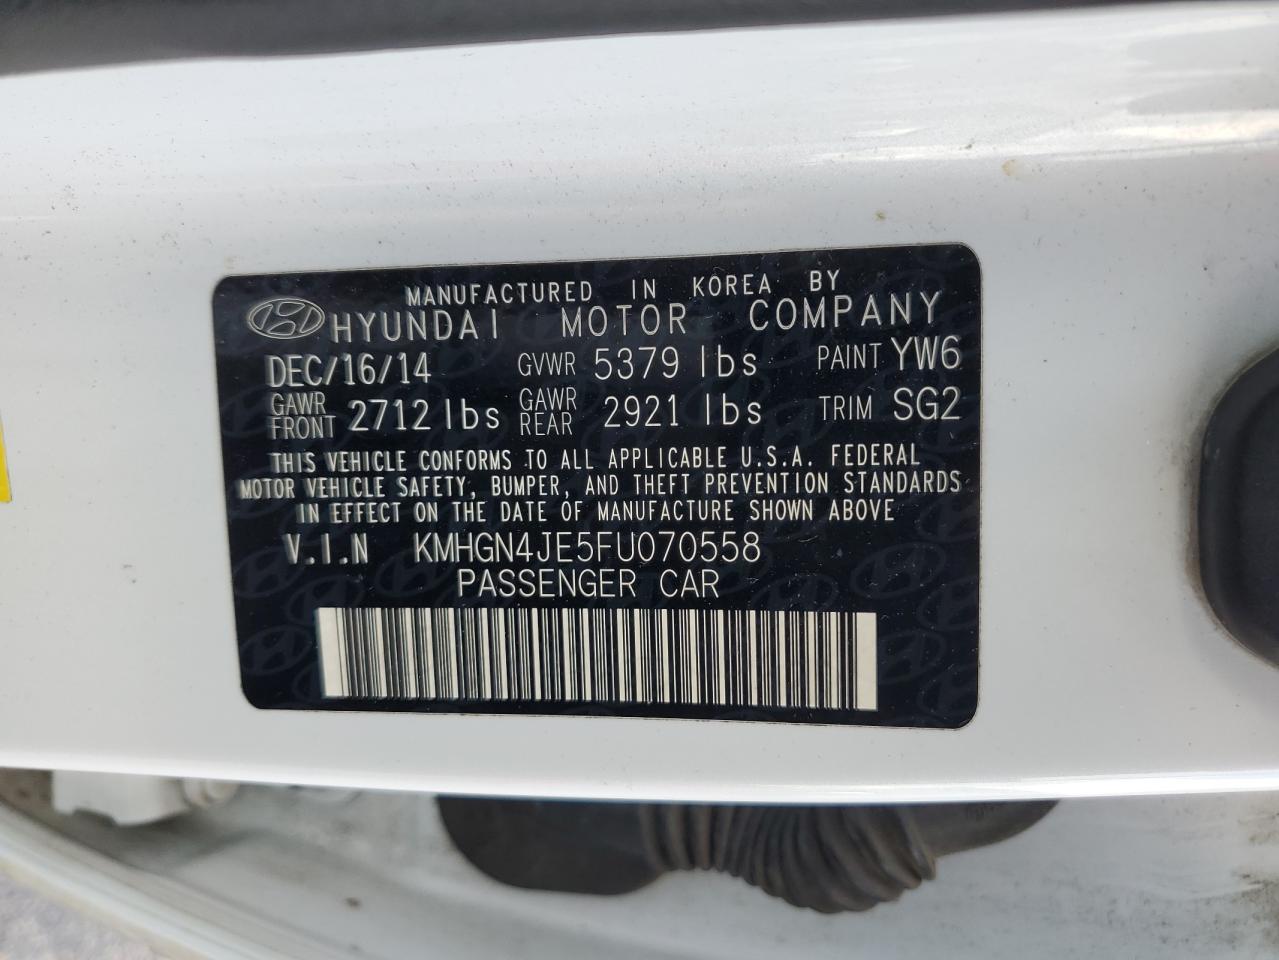 MANUFACTURED IN KOREA BY
HYUNDAI MOTOR COMPANY
DEC/16/14 GVWR 5379 lbs PAINT YW6
GAWR FRONT 2712 lbs GAWR REAR 2921 lbs TRIM SG2
THIS VEHICLE CONFORMS TO ALL APPLICABLE U.S.A. FEDERAL
MOTOR VEHICLE SAFETY, BUMPER, AND THEFT PREVENTION STANDARDS
IN EFFECT ON THE DATE OF MANUFACTURE SHOWN ABOVE
V.I.N KMHGN4JE5FU070558
PASSENGER CAR